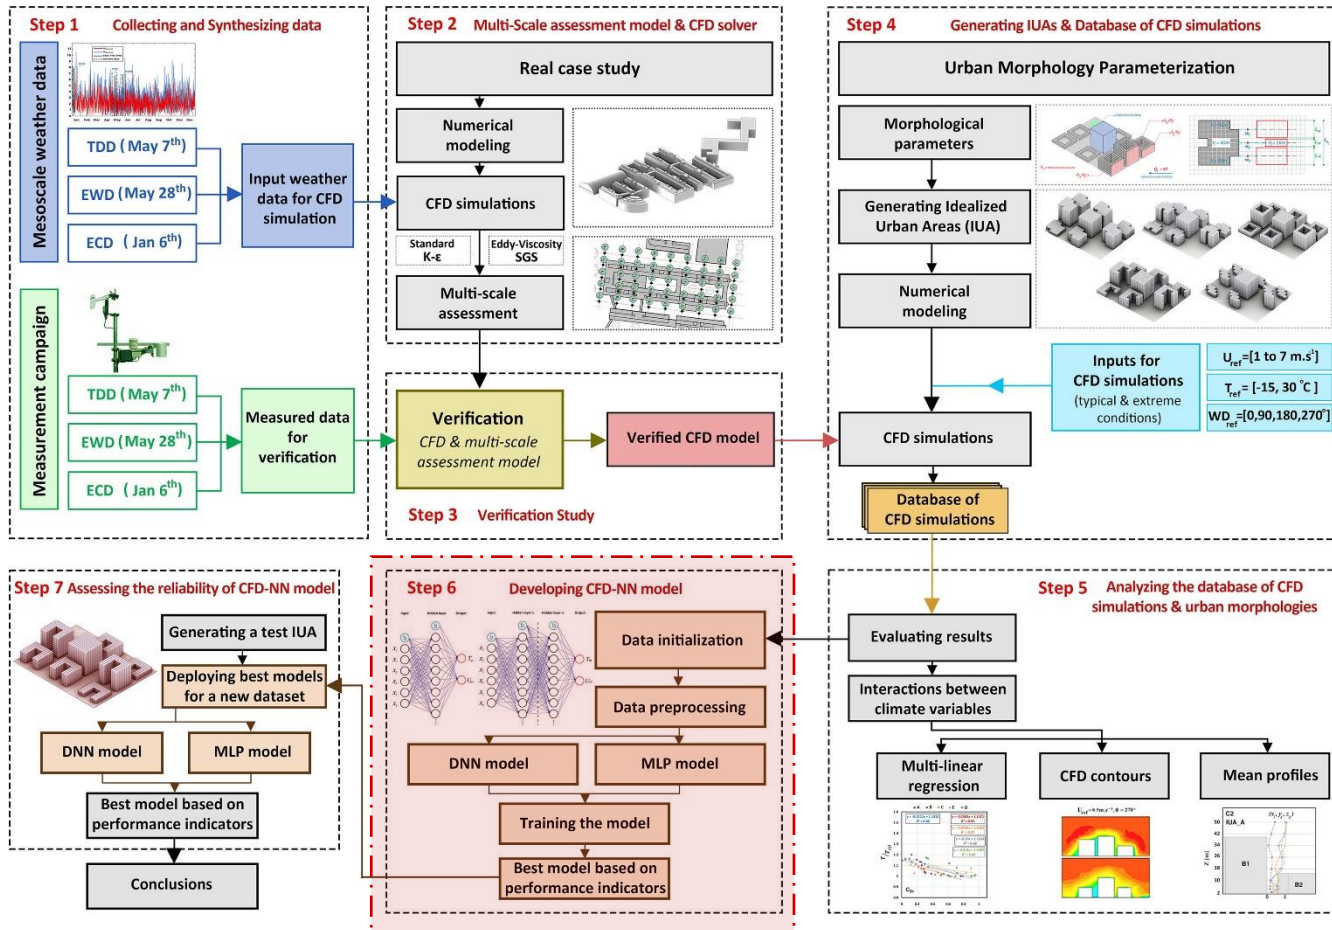 Step 1
Collecting and Synthesizing data
Mesoscale weather data
TDD (May 7th)
EWD (May 28th)
ECD ( Jan 6th)
Input weather
data for CFD
simulation
Measurement campaign
TDD ( May 7th)
EWD (May 28th)
ECD ( Jan 6th)
Measured data
for
verification
Step 2
Multi-Scale assessment model & CFD solver
Real case study
Numerical
modeling
CFD simulations
Standard
K-ε
Eddy-Viscosity
SGS
Multi-scale
assessment
Verification
CFD & multi-scale
assessment model
Verified CFD model
Step 3
Verification Study
Step 4
Generating IUAs & Database of CFD simulations
Urban Morphology Parameterization
Morphological
parameters
Generating Idealized
Urban Areas (IUA)
Numerical
modeling
Inputs for
CFD simulations
(typical & extreme
conditions)
Uref=[1 to 7 m.s-1]
Tref = [-15, 30 °C ]
WDref=[0,90,180,270°]
CFD simulations
Database of
CFD simulations
Step 5
Analyzing the database of CFD
simulations & urban morphologies
Evaluating results
Interactions between
climate variables
Multi-linear
regression
CFD contours
Mean profiles
C2
IUA_A
Z [m]
B1
B2
Step 6
Developing CFD-NN model
Data initialization
Data preprocessing
DNN model
MLP model
Training the model
Best model based on
performance indicators
Step 7
Assessing the reliability of CFD-NN model
Generating a test IUA
Deploying best models
for a new dataset
DNN model
MLP model
Best model based on
performance indicators
Conclusions